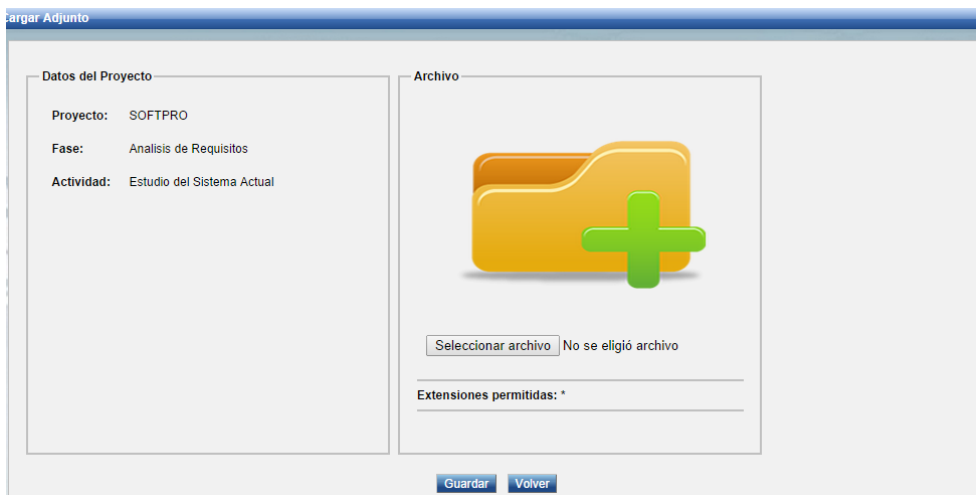 Cargar Adjunto
Datos del Proyecto
Proyecto: SOFTPRO
Fase: Analisis de Requisitos
Actividad: Estudio del Sistema Actual
Archivo
Seleccionar archivo No se eligió archivo
Extensiones permitidas: *
Guardar Volver